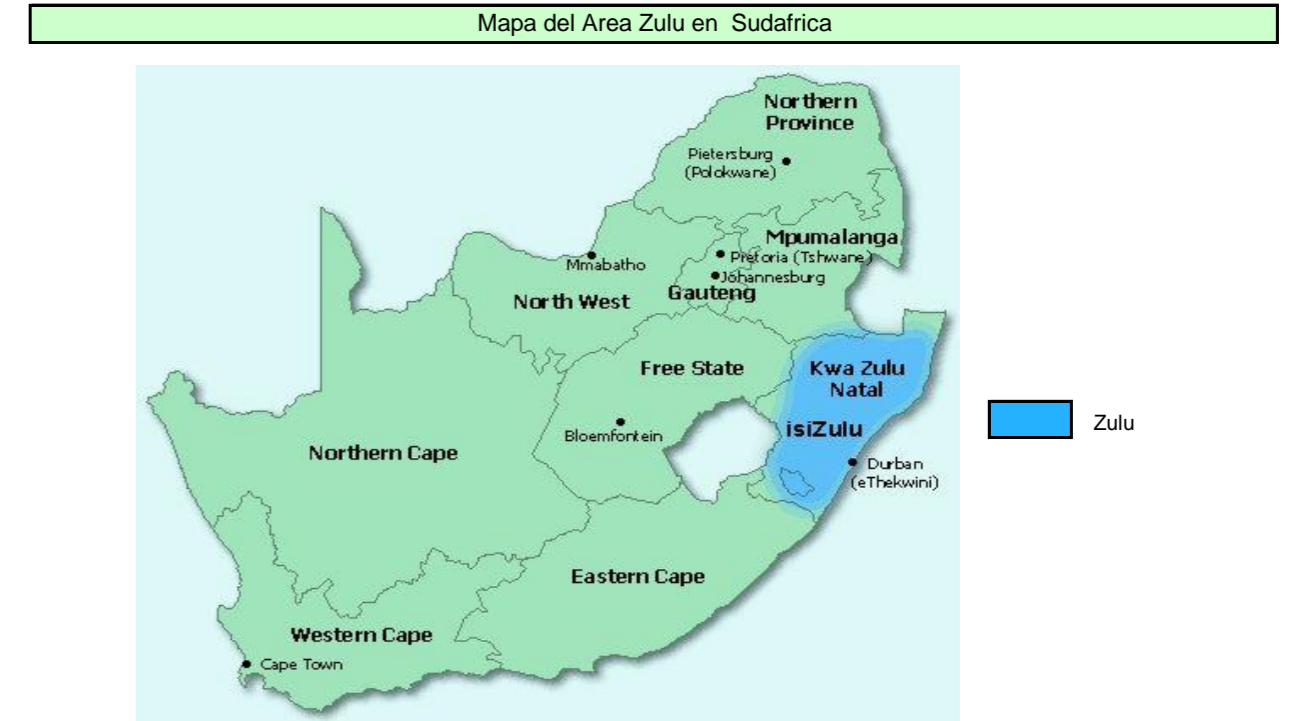 Mapa del Area Zulu en Sudafrica
Northern
Province
Pietersburg
(Polokwane)
Mpumalanga
Pretoria (Tshwane)
Johannesburg
Mmabatho
Gauteng
North West
Free State
Kwa Zulu
Natal
Zulu
isiZulu
Bloemfontein
Northern Cape
Durban
(eThekwini)
Eastern Cape
Western Cape
Cape Town